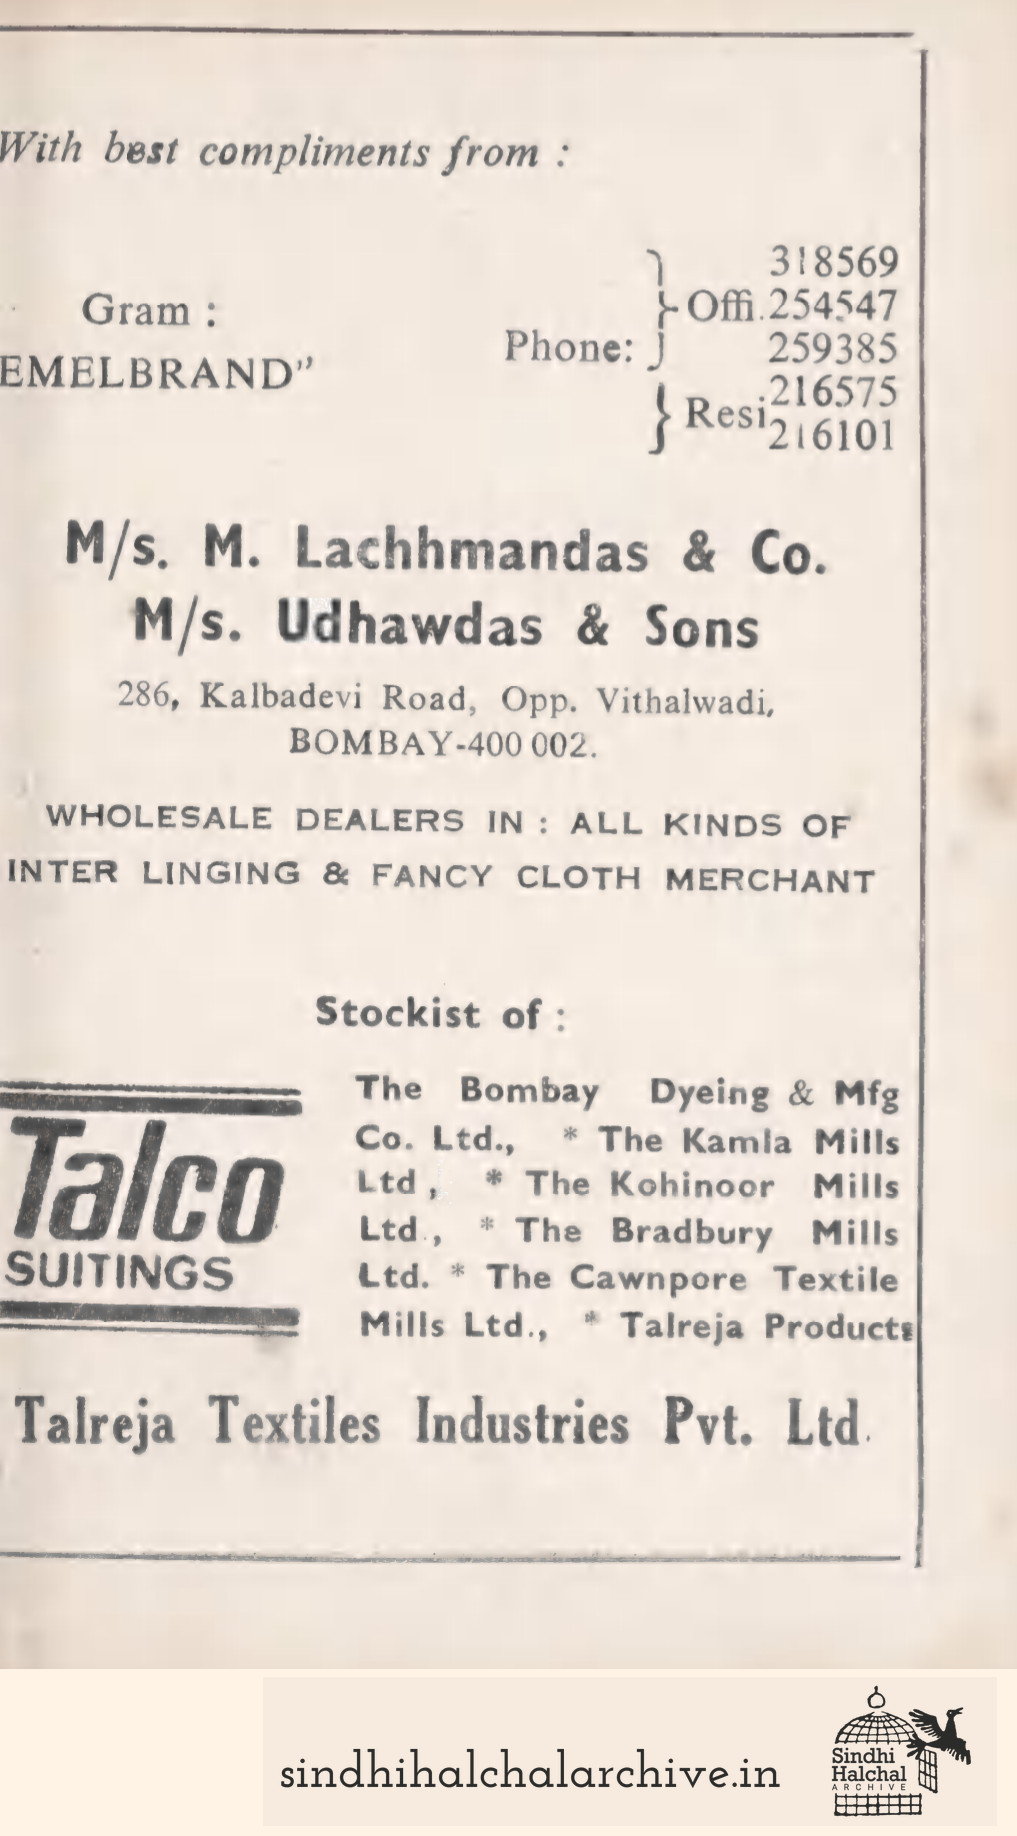 With best compliments from :
Gram :
EMELBRAND"
Phone:
Offi. 318569
254547
259385
Resi 216575
216101
M/s. M. Lachhmandas & Co.
M/s. Udhawdas & Sons
286, Kalbadevi Road, Opp. Vithalwadi,
BOMBAY-400 002.
WHOLESALE DEALERS IN : ALL KINDS OF
INTER LINGING & FANCY CLOTH MERCHANT
Stockist of :
Talco
SUITINGS
The Bombay Dyeing & Mfg
Co. Ltd., * The Kamla Mills
Ltd , * The Kohinoor Mills
Ltd., * The Bradbury Mills
Ltd. * The Cawnpore Textile
Mills Ltd., * Talreja Products
Talreja Textiles Industries Pvt. Ltd.
sindhihalchalarchive.in
Sindhi
Halchal
ARCHIVE